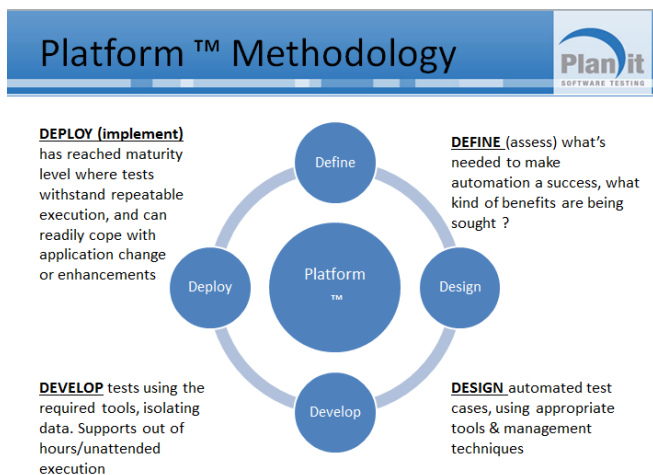 Platform ™ Methodology
Planit
SOFTWARE TESTING
DEPLOY (implement)
has reached maturity
level where tests
withstand repeatable
execution, and can
readily cope with
application change
or enhancements
DEFINE (assess) what's
needed to make
automation a success, what
kind of benefits are being
sought ?
Define
Deploy
Platform
™
Design
Develop
DEVELOP tests using the
required tools, isolating
data. Supports out of
hours/unattended
execution
DESIGN automated test
cases, using appropriate
tools & management
techniques